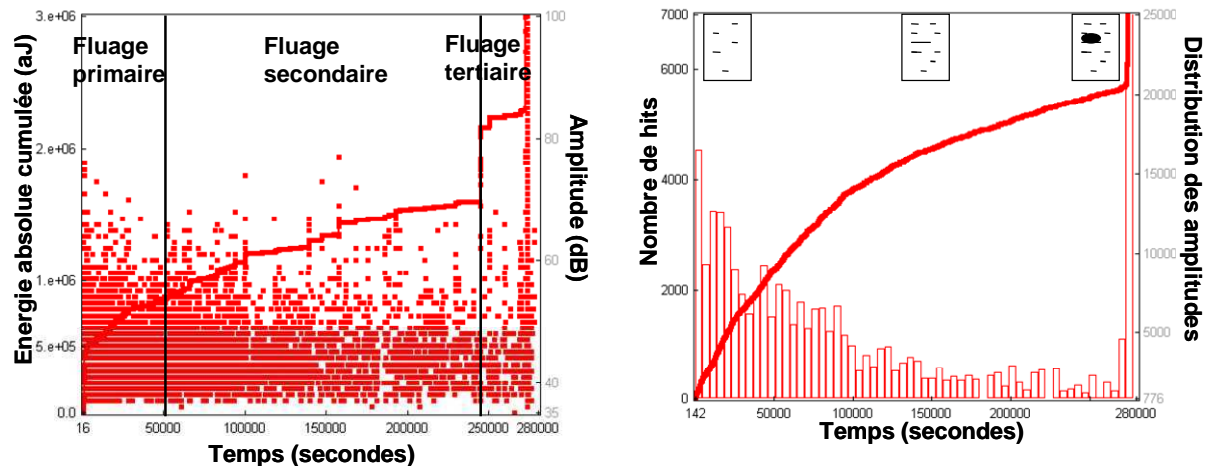 3.e+06
2.e+06
1.e+06
5.e+05
0.0
Energie absolue cumulée (aJ)
Fluage
primaire
Fluage
secondaire
Fluage
tertiaire
100
80
60
40
35
Amplitude (dB)
16
50000
100000
150000
200000
250000
280000
Temps (secondes)
7000
6000
4000
2000
0
Nombre de hits
25000
20000
15000
10000
5000
776
Distribution des amplitudes
142
50000
100000
150000
200000
280000
Temps (secondes)